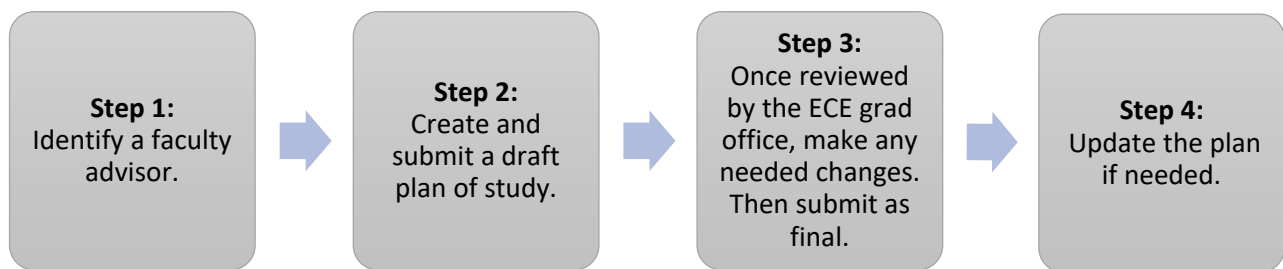 Step 1:
Identify a faculty
advisor.
Step 2:
Create and
submit a draft
plan of study.
Step 3:
Once reviewed
by the ECE grad
office, make any
needed changes.
Then submit as
final.
Step 4:
Update the plan
if needed.